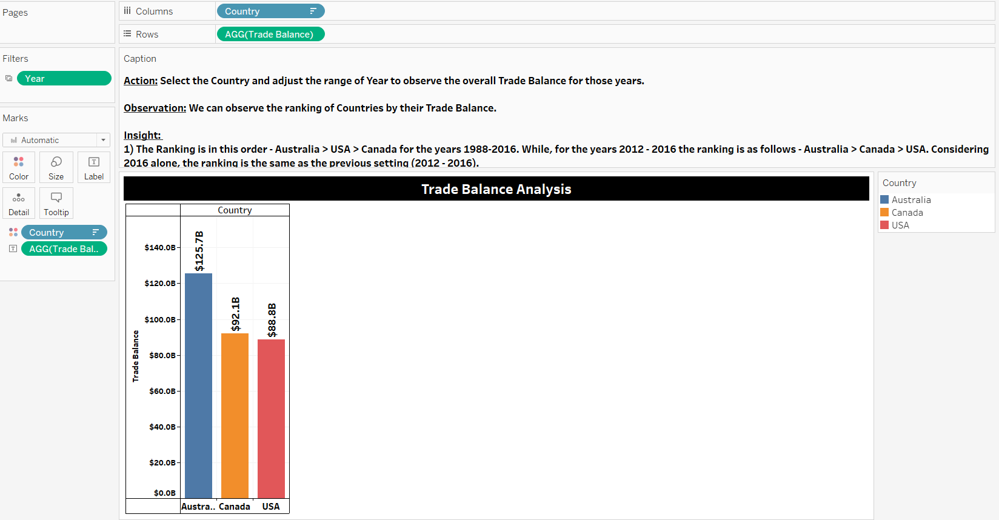 Pages
Columns
Country
Rows
AGG(Trade Balance)
Filters
Year
Caption
Action: Select the Country and adjust the range of Year to observe the overall Trade Balance for those years.
Observation: We can observe the ranking of Countries by their Trade Balance.
Insight:
1) The Ranking is in this order - Australia > USA > Canada for the years 1988-2016. While, for the years 2012 - 2016 the ranking is as follows - Australia > Canada > USA. Considering
2016 alone, the ranking is the same as the previous setting (2012 - 2016).
Marks
Automatic
Color
Size
Label
Detail
Tooltip
Country
AGG(Trade Bal..
Trade Balance Analysis
Country
$140.0B
$120.0B
$100.0B
$80.0B
$60.0B
$40.0B
$20.0B
$0.0B
Trade Balance
$125.7B
$92.1B
$88.8B
Austra..
Canada
USA
Country
Australia
Canada
USA